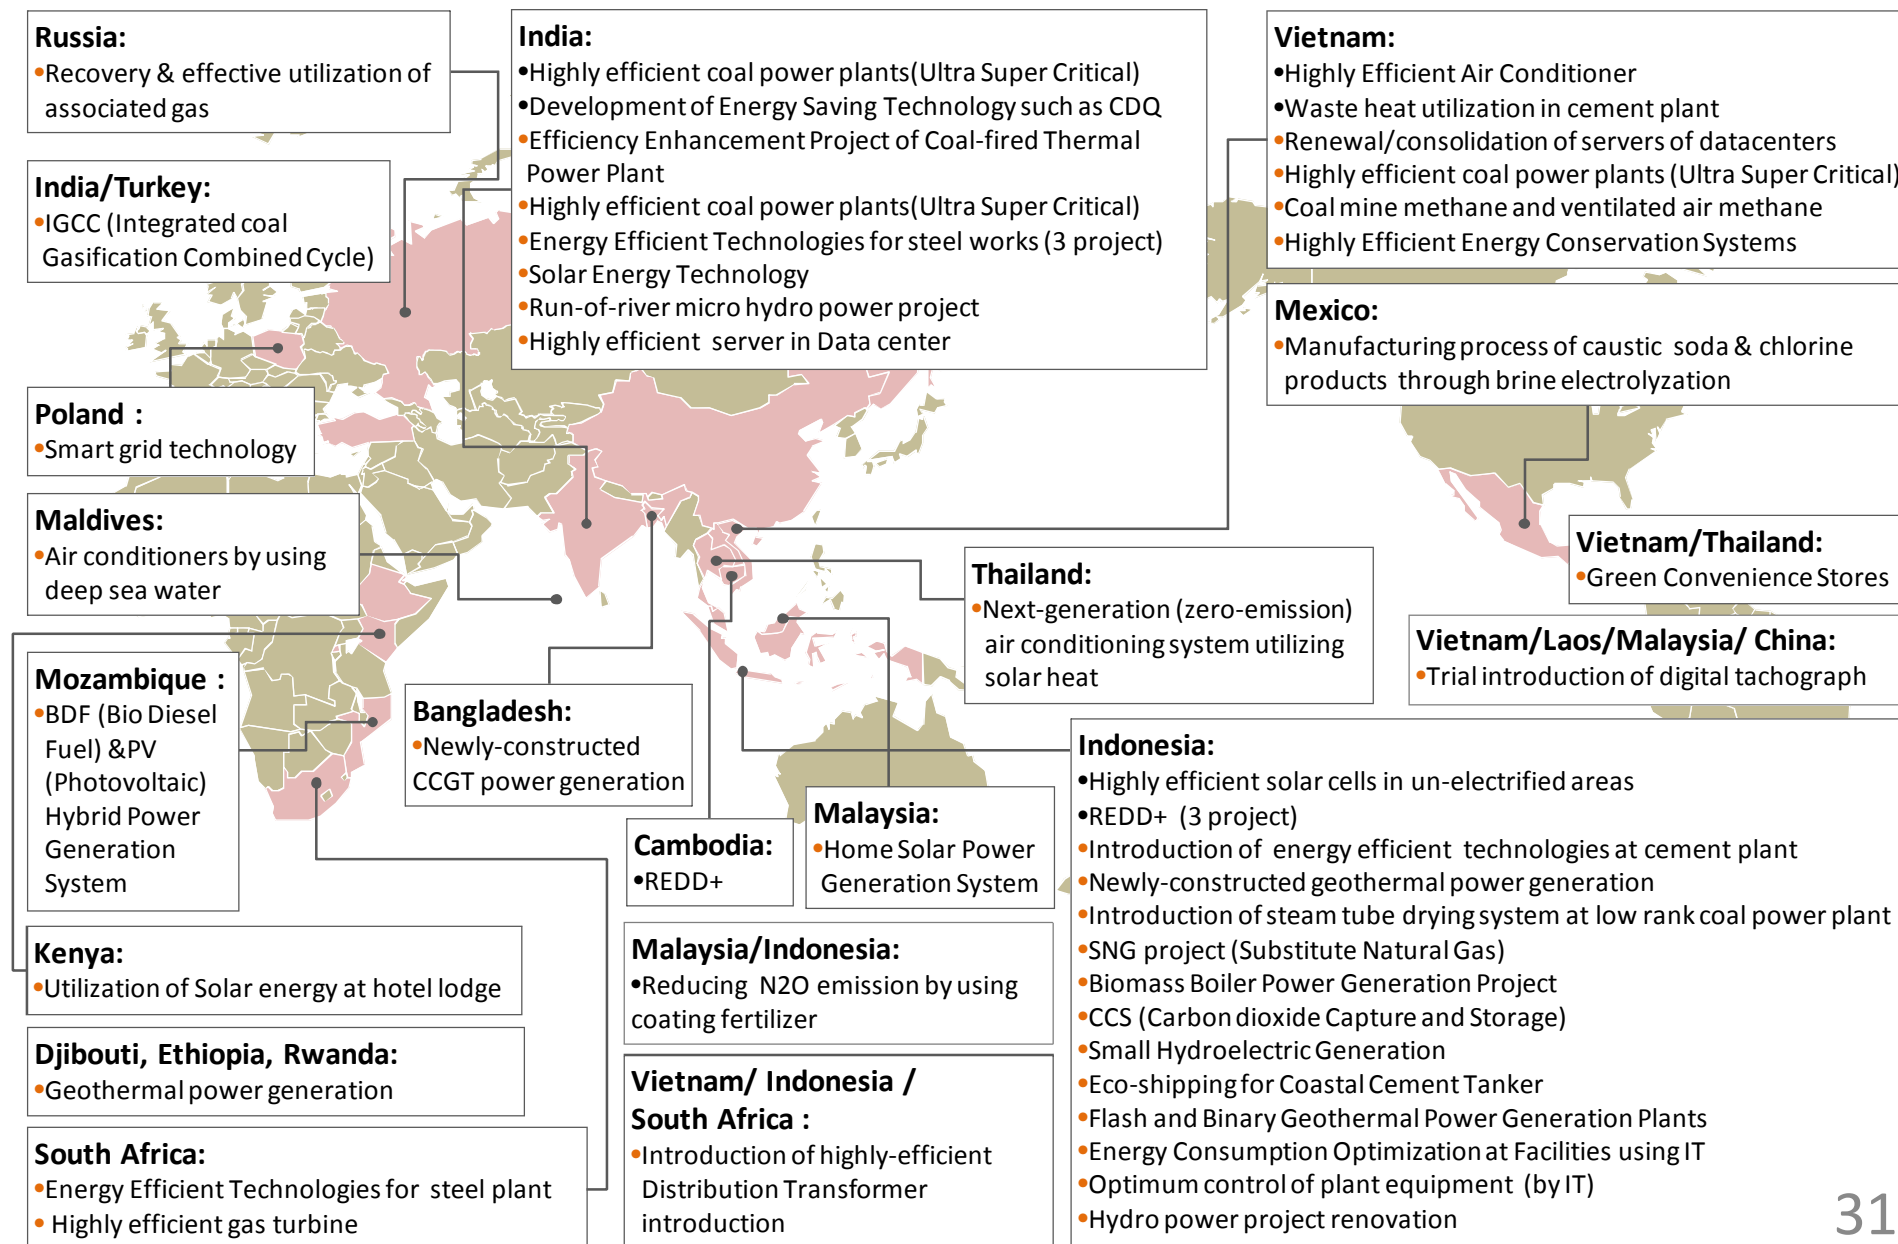 Russia:
•Recovery & effective utilization of
associated gas
India/Turkey:
•IGCC (Integrated coal
Gasification Combined Cycle)
Poland :
•Smart grid technology
Maldives:
•Air conditioners by using
deep sea water
Mozambique :
•BDF (Bio Diesel
Fuel) &PV
(Photovoltaic)
Hybrid Power
Generation
System
Kenya:
•Utilization of Solar energy at hotel lodge
Djibouti, Ethiopia, Rwanda:
•Geothermal power generation
South Africa:
•Energy Efficient Technologies for steel plant
• Highly efficient gas turbine
India:
•Highly efficient coal power plants(Ultra Super Critical)
•Development of Energy Saving Technology such as CDQ
•Efficiency Enhancement Project of Coal-fired Thermal
Power Plant
•Highly efficient coal power plants(Ultra Super Critical)
•Energy Efficient Technologies for steel works (3 project)
•Solar Energy Technology
•Run-of-river micro hydro power project
•Highly efficient server in Data center
Bangladesh:
•Newly-constructed
CCGT power generation
Cambodia:
•REDD+
Malaysia:
•Home Solar Power
Generation System
Malaysia/Indonesia:
•Reducing N2O emission by using
coating fertilizer
Vietnam/ Indonesia /
South Africa :
•Introduction of highly-efficient
Distribution Transformer
introduction
Thailand:
•Next-generation (zero-emission)
air conditioning system utilizing
solar heat
Vietnam:
•Highly Efficient Air Conditioner
•Waste heat utilization in cement plant
•Renewal/consolidation of servers of datacenters
•Highly efficient coal power plants (Ultra Super Critical)
•Coal mine methane and ventilated air methane
•Highly Efficient Energy Conservation Systems
Mexico:
•Manufacturing process of caustic soda & chlorine
products through brine electrolyzation
Vietnam/Thailand:
•Green Convenience Stores
Vietnam/Laos/Malaysia/ China:
•Trial introduction of digital tachograph
Indonesia:
•Highly efficient solar cells in un-electrified areas
•REDD+ (3 project)
•Introduction of energy efficient technologies at cement plant
•Newly-constructed geothermal power generation
•Introduction of steam tube drying system at low rank coal power plant
•SNG project (Substitute Natural Gas)
•Biomass Boiler Power Generation Project
•CCS (Carbon dioxide Capture and Storage)
•Small Hydroelectric Generation
•Eco-shipping for Coastal Cement Tanker
•Flash and Binary Geothermal Power Generation Plants
•Energy Consumption Optimization at Facilities using IT
•Optimum control of plant equipment (by IT)
•Hydro power project renovation
31